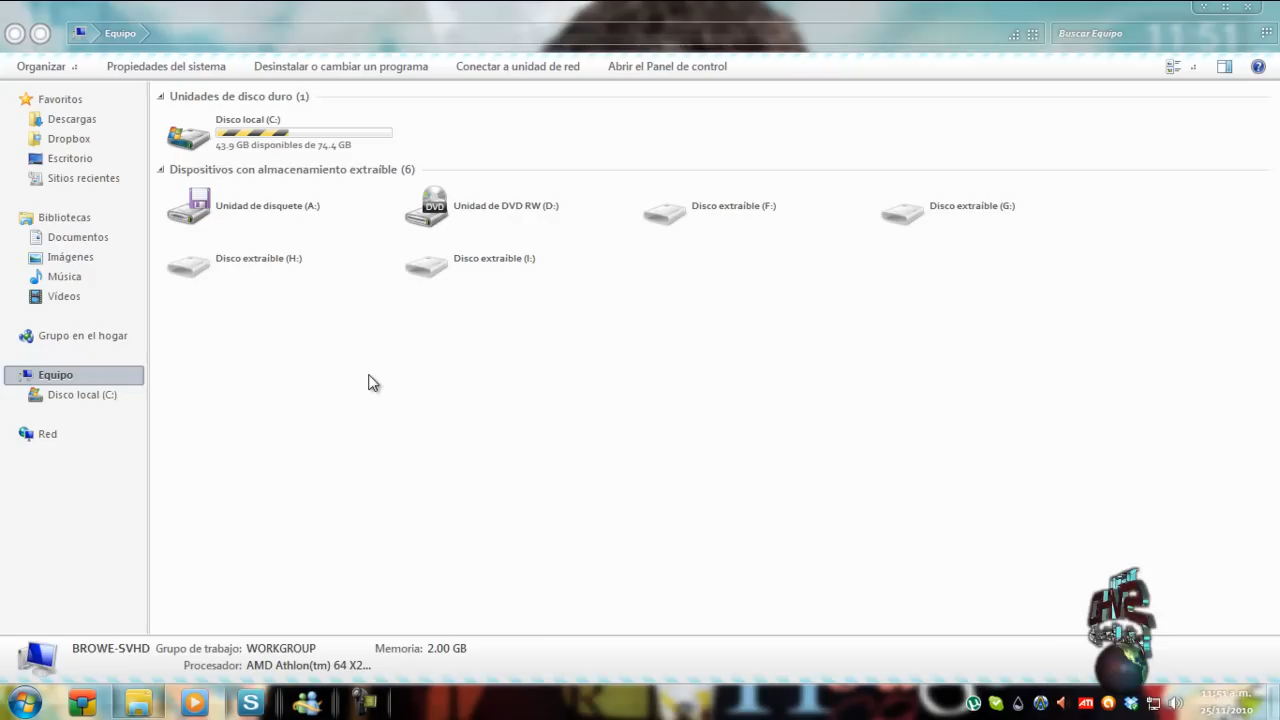 Equipo
Buscar Equipo
11:51
Organizar
Propiedades del sistema
Desinstalar o cambiar un programa
Conectar a unidad de red
Abrir el Panel de control
Favoritos
Descargas
Dropbox
Escritorio
Sitios recientes
Bibliotecas
Documentos
Imágenes
Música
Vídeos
Grupo en el hogar
Equipo
Disco local (C:)
Red
Unidades de disco duro (1)
Disco local (C:)
43.9 GB disponibles de 74.4 GB
Dispositivos con almacenamiento extraíble (6)
Unidad de disquete (A:)
DVD
Unidad de DVD RW (D:)
Disco extraíble (F:)
Disco extraíble (G:)
Disco extraíble (H:)
Disco extraíble (I:)
BROWE-SVHD Grupo de trabajo: WORKGROUP Memoria: 2.00 GB
Procesador: AMD Athlon(tm) 64 X2...
ATI
11:51 a.m.
25/11/2010